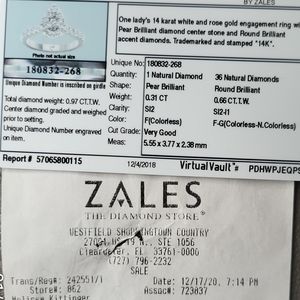 BY ZALES
One lady's 14 karat white and rose gold engagement ring w
Pear Brilliant diamond center stone and Round Brilliant
accent diamonds. Trademarked and stamped "14K".
Photo not actual size
180832-268
Unique Diamond Number is inscribed on girdle
Total diamond weight: 0.97 CT.T.W.
Center diamond graded and weighed
prior to setting.
Unique Diamond Number engraved
on item.
Unique No: 180832-268
Quantity: 1 Natural Diamond 36 Natural Diamonds
Shape: Pear Brilliant Round Brilliant
Weight: 0.31 CT 0.66 CT.T.W.
Clarity: SI2 SI2-I1
Color: F(Colorless) F-G(Colorless-N.Colorless)
Cut: Very Good
Meas: 5.55 x 3.77 x 2.38 mm
Report # 57065800115 12/4/2018 VirtualVault® PDHWPJEQP
ZALES
THE DIAMOND STORE
WESTFIELD COUNTRY
STE 1056
Clearwater, FL 33761-0000
(727) 796-2232
SALE
Trans/Reg#: 242551/1 12/17/20, 7:14 PM
Store: #862 Assoc#: 723037
Melissa Kittinger